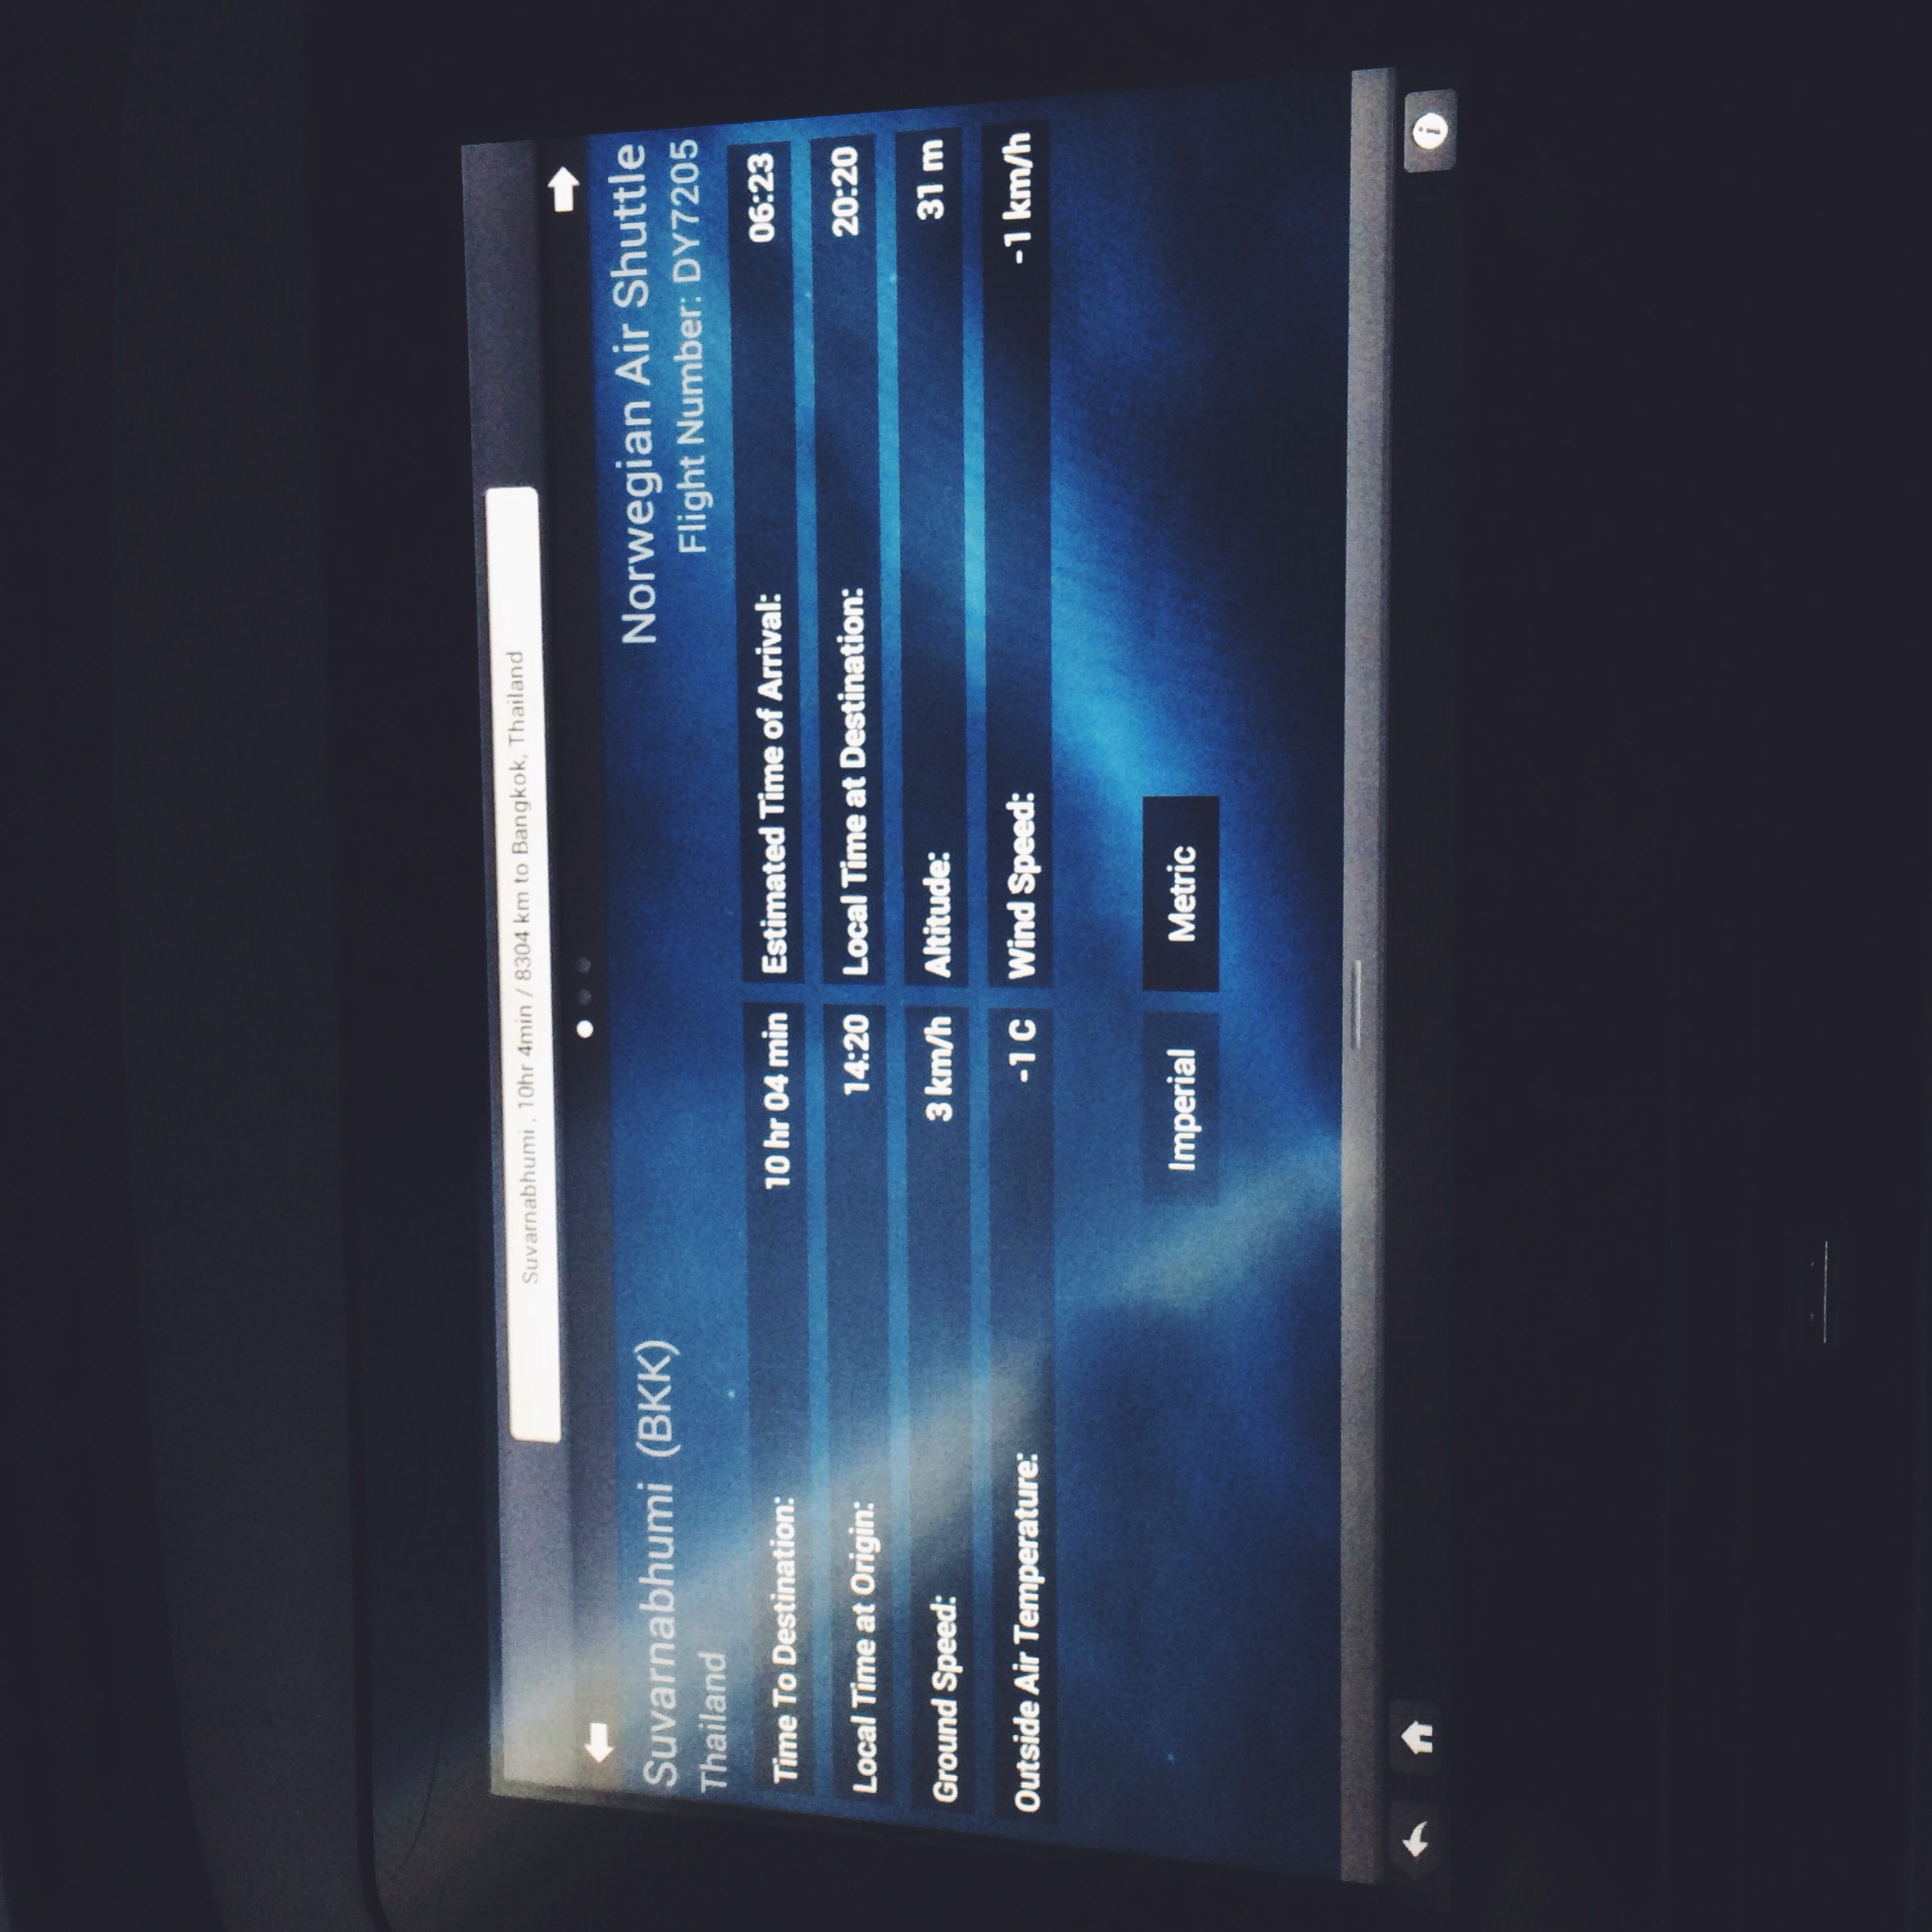 Suvarnabhumi , 10hr 4min / 8304 km to Bangkok, Thailand
Suvarnabhumi (BKK)
Thailand
Norwegian Air Shuttle
Flight Number: DY7205
Time To Destination: 10 hr 04 min
Estimated Time of Arrival: 06:23
Local Time at Origin: 14:20
Local Time at Destination: 20:20
Ground Speed: 3 km/h
Altitude: 31 m
Outside Air Temperature: -1 C
Wind Speed: -1 km/h
Imperial
Metric
i